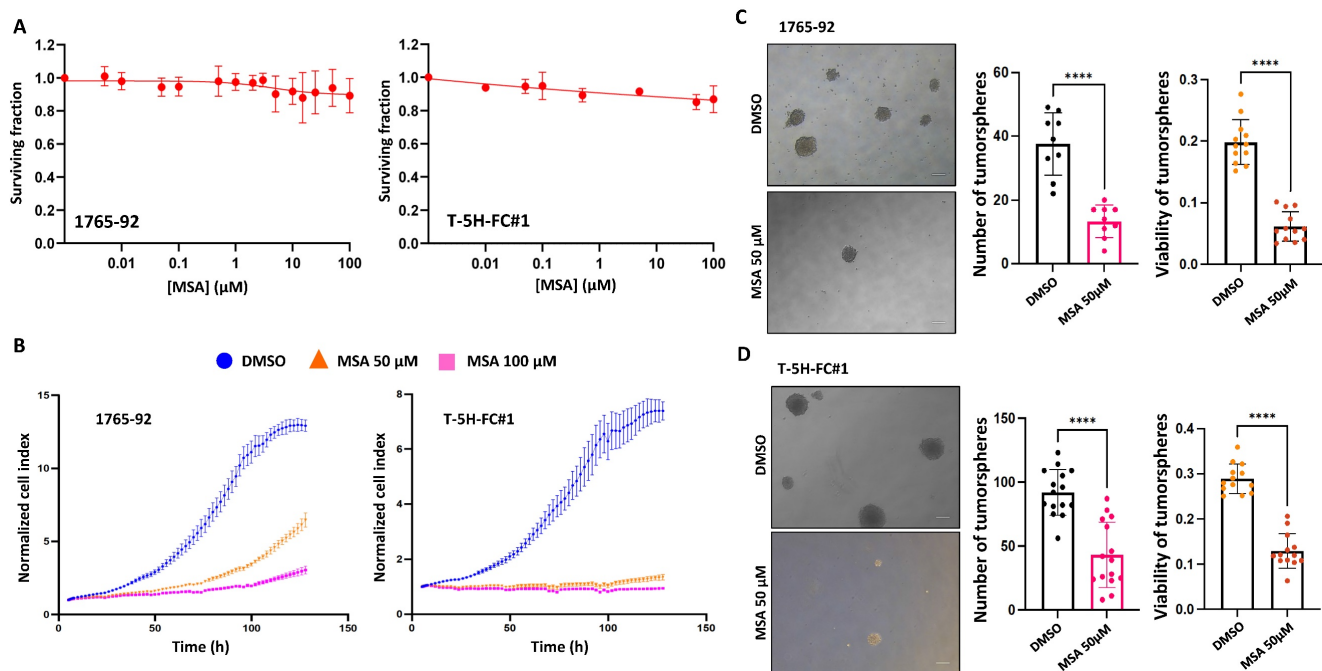 A
Surviving fraction
1.2
1.0
0.8
0.6
0.4
0.2
0.0
1765-92
0.01
0.1
1
10
100
[MSA] (µM)
Surviving fraction
1.2
1.0
0.8
0.6
0.4
0.2
0.0
T-5H-FC#1
0.01
0.1
1
10
100
[MSA] (µM)
B
DMSO
MSA 50 µM
MSA 100 µM
Normalized cell index
15
10
5
0
1765-92
0
50
100
150
Time (h)
Normalized cell index
8
6
4
2
0
T-5H-FC#1
0
50
100
150
Time (h)
C
1765-92
DMSO
MSA 50 µM
Number of tumorspheres
60
40
20
0
****
DMSO
MSA 50µM
Viability of tumorspheres
0.3
0.2
0.1
0.0
****
DMSO
MSA 50µM
D
T-5H-FC#1
DMSO
MSA 50 µM
Number of tumorspheres
150
100
50
0
****
DMSO
MSA 50µM
Viability of tumorspheres
0.4
0.3
0.2
0.1
0.0
****
DMSO
MSA 50µM